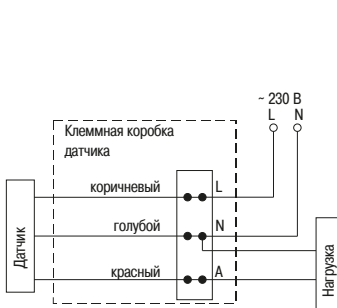 ~ 230 В
L N
Клеммная коробка
датчика
коричневый L
голубой N
красный A
Датчик
Нагрузка